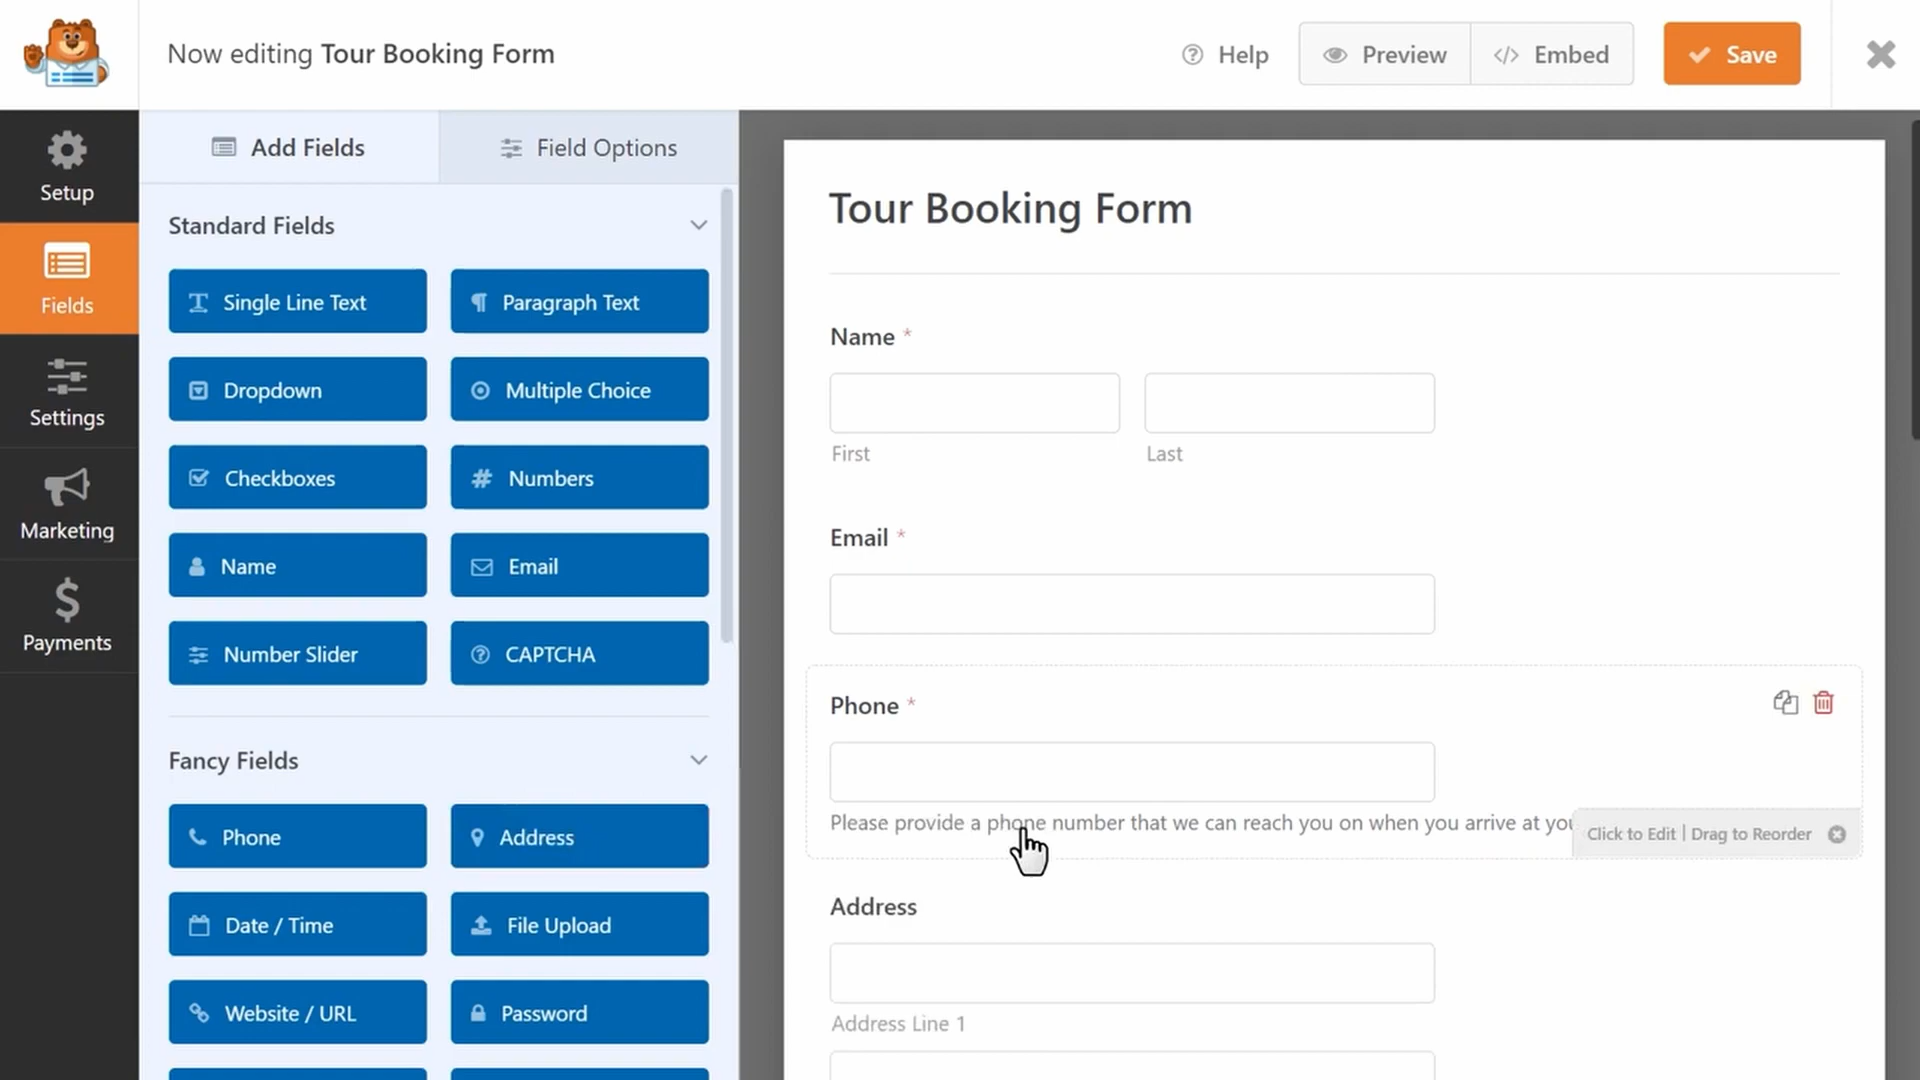 Now editing Tour Booking Form
Help
Preview
Embed
Save
Setup
Fields
Settings
Marketing
Payments
Add Fields
Field Options
Standard Fields
Single Line Text
Paragraph Text
Dropdown
Multiple Choice
Checkboxes
Numbers
Name
Email
Number Slider
CAPTCHA
Fancy Fields
Phone
Address
Date / Time
File Upload
Website / URL
Password
Tour Booking Form
Name *
First
Last
Email *
Phone *
Please provide a phone number that we can reach you on when you arrive at
Click to Edit | Drag to Reorder
Address
Address Line 1